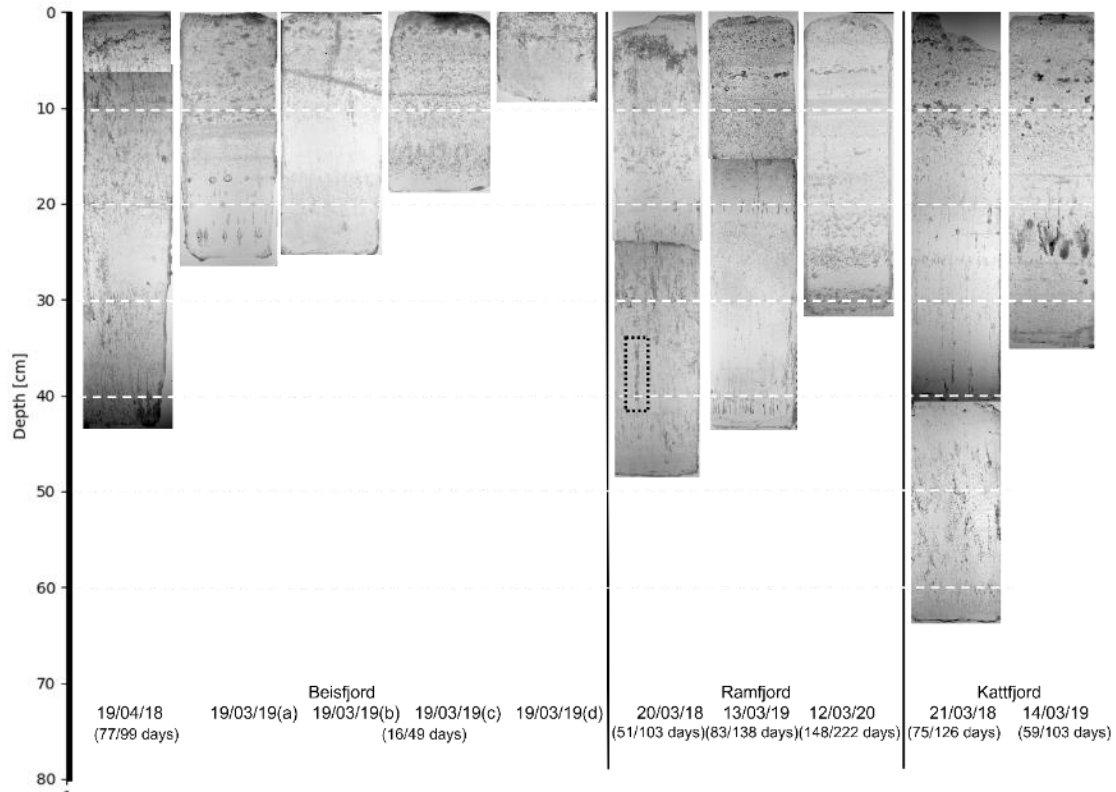 0
10
20
30
40
50
60
70
80
Depth [cm]
Beisfjord
19/04/18 19/03/19(a) 19/03/19(b) 19/03/19(c) 19/03/19(d)
(77/99 days) (16/49 days)
Ramfjord
20/03/18 13/03/19 12/03/20
(51/103 days) (83/138 days) (148/222 days)
Kattfjord
21/03/18 14/03/19
(75/126 days) (59/103 days)